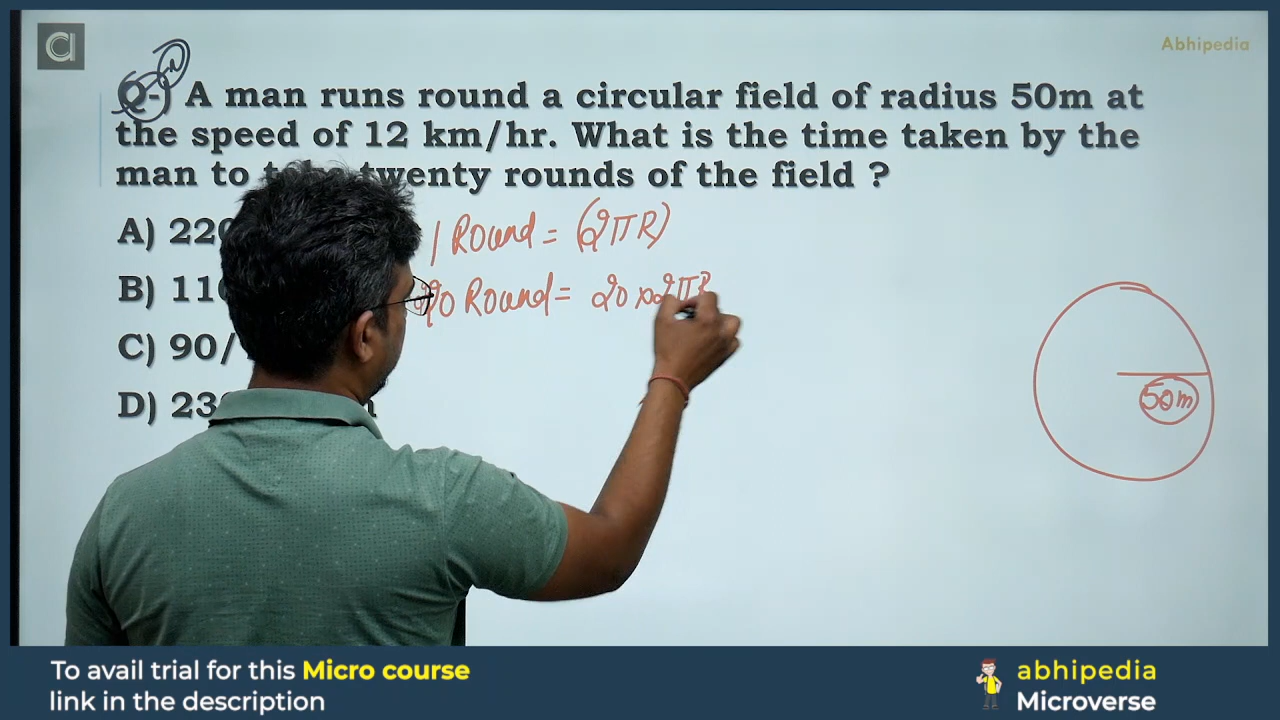 Abhipedia
Q-) A man runs round a circular field of radius 50m at
the speed of 12 km/hr. What is the time taken by the
man to twenty rounds of the field ?
A) 220
B) 110
C) 90/
D) 23
1 Round = (2πR)
20 Round = 20 x 2πR
50m
To avail trial for this Micro course
link in the description
abhipedia
Microverse